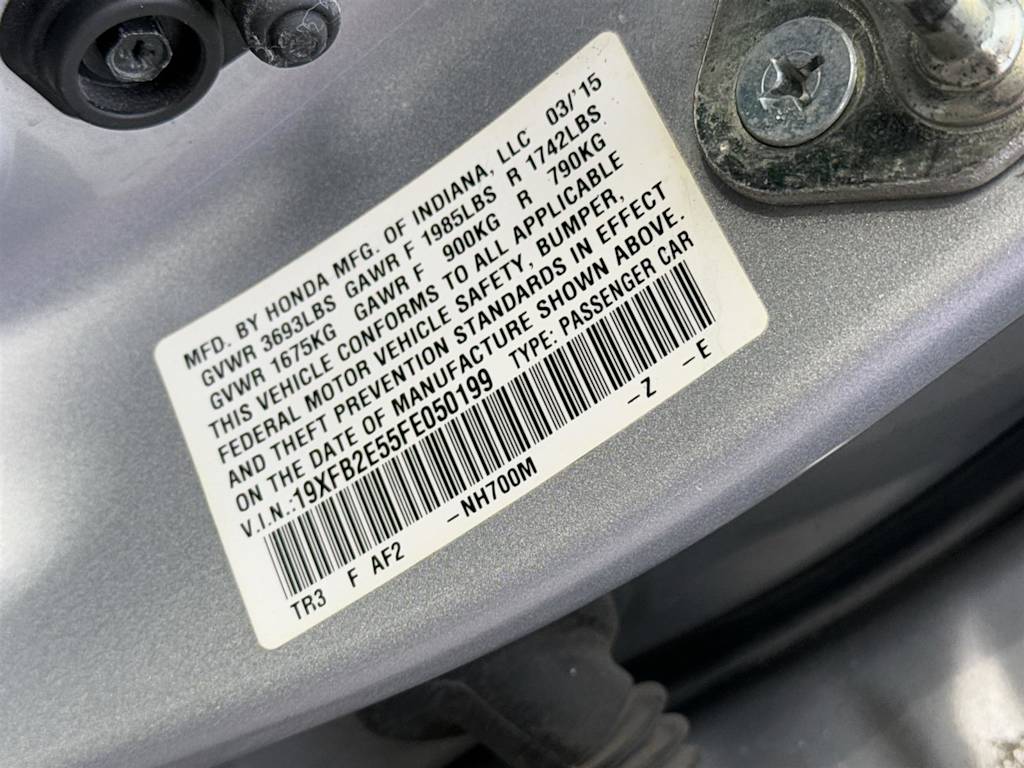 MFD. BY HONDA MFG. OF INDIANA, LLC 03/'15
GVWR 3693LBS GAWR F 1985LBS R 1742LBS
GVWR 1675KG GAWR F 900KG R 790KG
THIS VEHICLE CONFORMS TO ALL APPLICABLE
FEDERAL MOTOR VEHICLE SAFETY, BUMPER,
AND THEFT PREVENTION STANDARDS IN EFFECT
ON THE DATE OF MANUFACTURE SHOWN ABOVE.
V.I.N.:19XFB2E55FE050199 TYPE: PASSENGER CAR
TR3 F AF2 –NH700M –Z –E